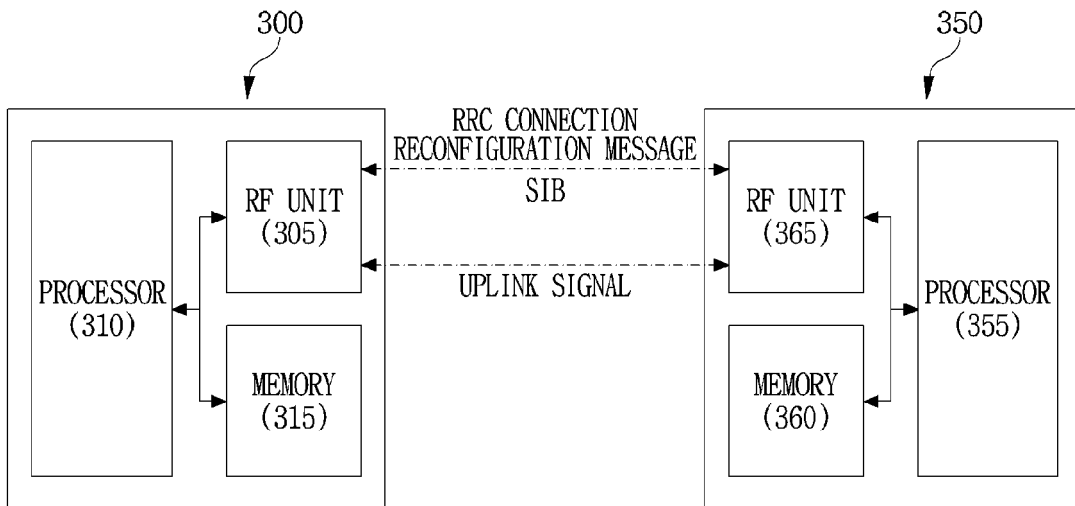 300
350
RRC CONNECTION
RECONFIGURATION MESSAGE
SIB
UPLINK SIGNAL
PROCESSOR
(310)
RF UNIT
(305)
MEMORY
(315)
RF UNIT
(365)
MEMORY
(360)
PROCESSOR
(355)